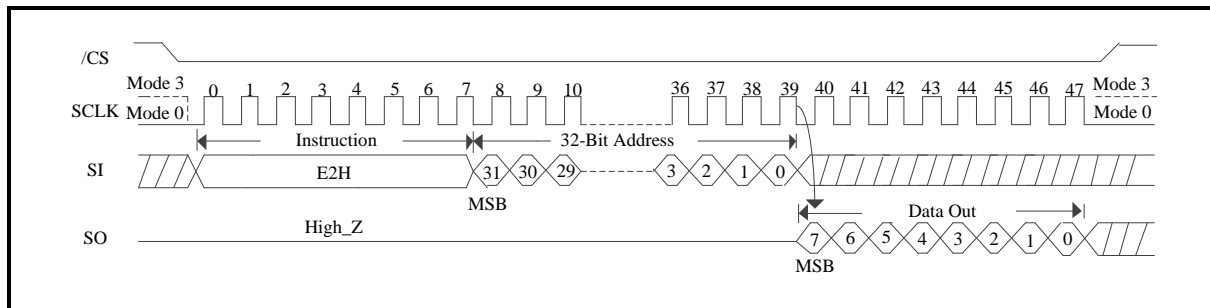 /CS
Mode 3
0 1 2 3 4 5 6 7 8 9 10 36 37 38 39 40 41 42 43 44 45 46 47
Mode 3
SCLK
Mode 0
Mode 0
Instruction
32-Bit Address
SI
E2H
31 30 29 3 2 1 0
MSB
Data Out
High_Z
SO
7 6 5 4 3 2 1 0
MSB